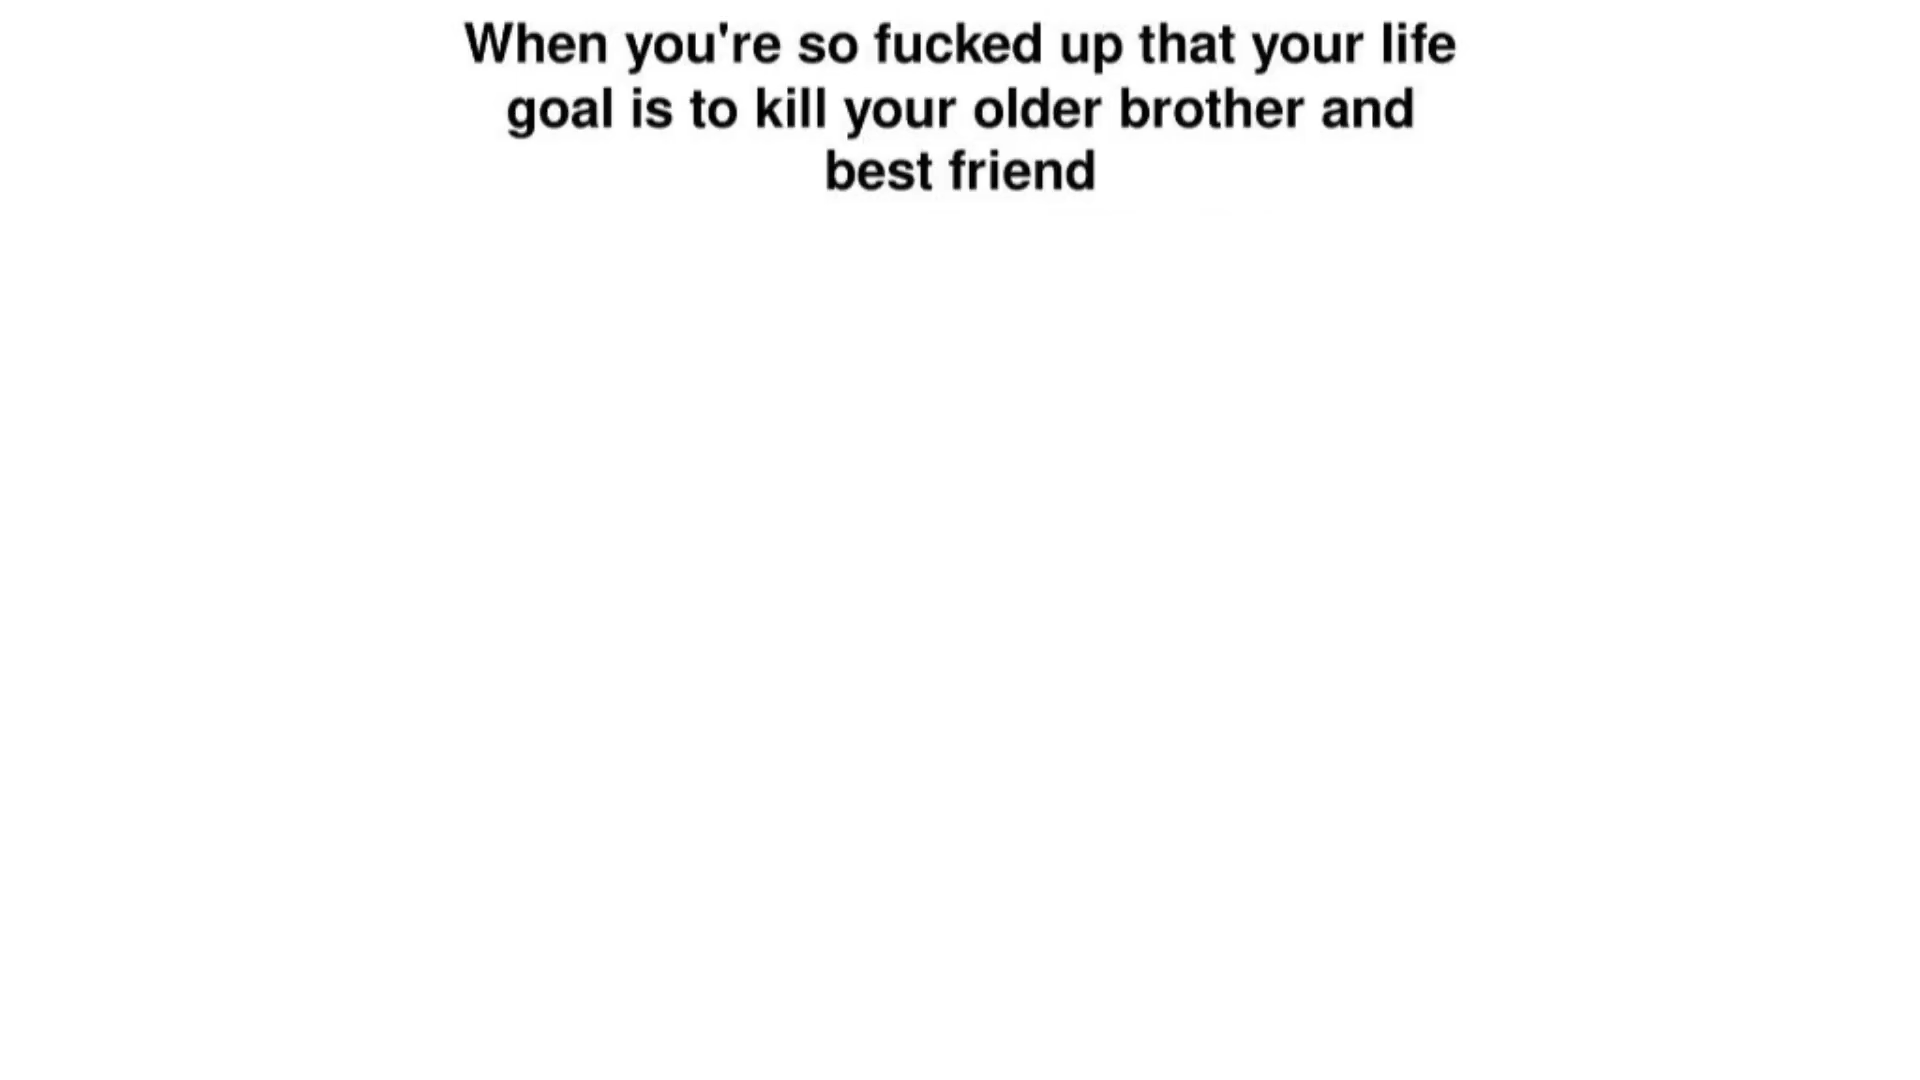 When you're so fucked up that your life
goal is to kill your older brother and
best friend